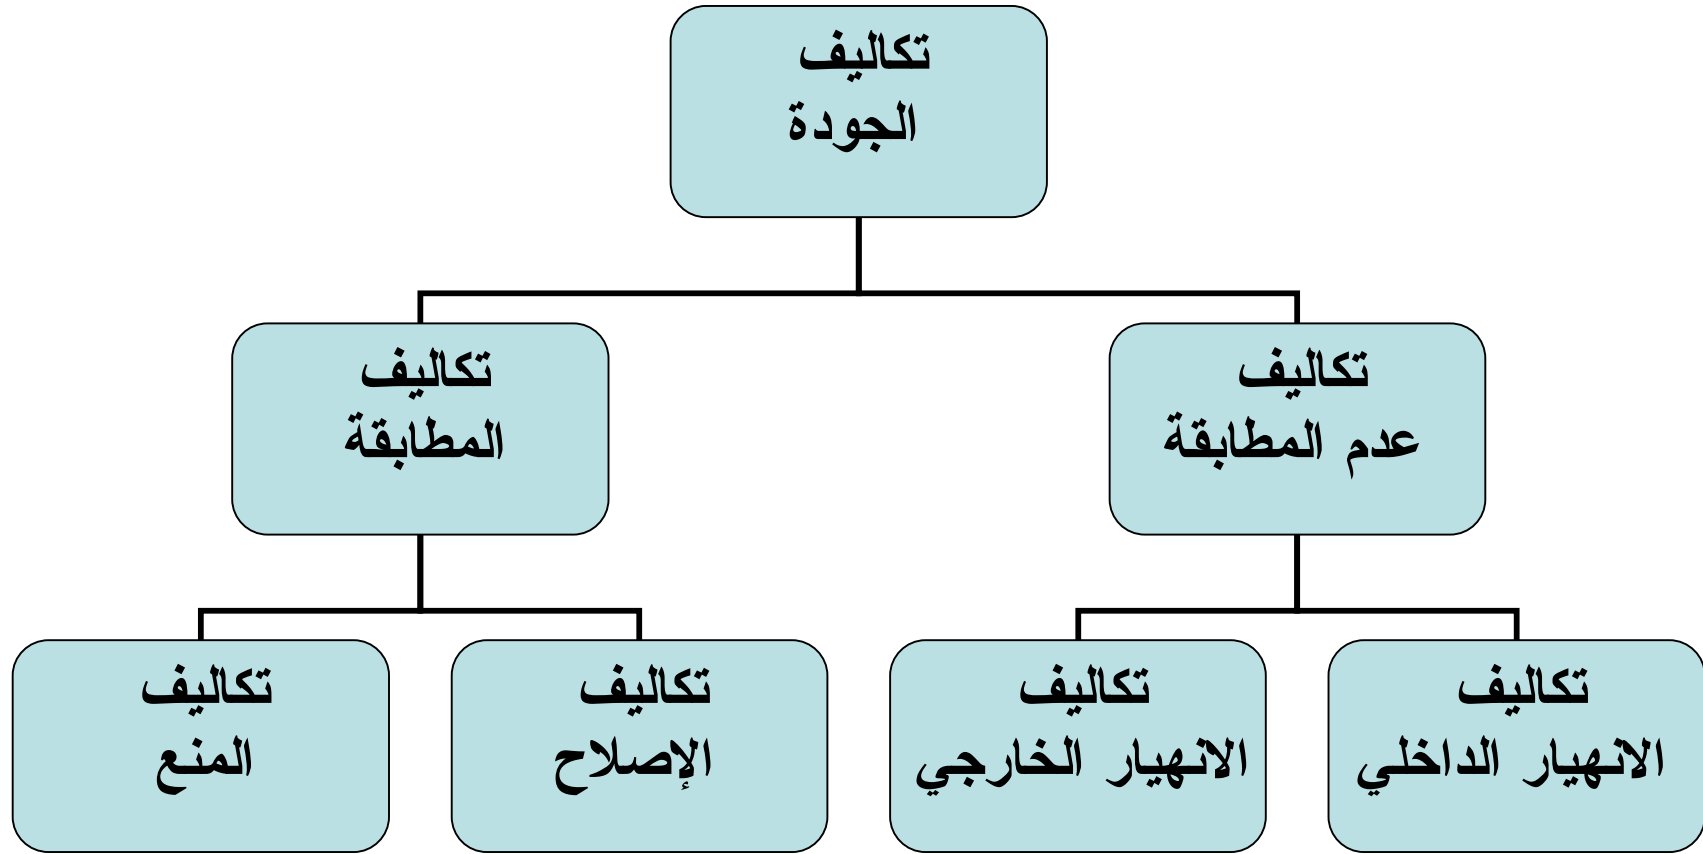 تكاليف
الجودة
تكاليف
عدم المطابقة
تكاليف
المطابقة
تكاليف
الانهيار الداخلي
تكاليف
الانهيار الخارجي
تكاليف
الإصلاح
تكاليف
المنع